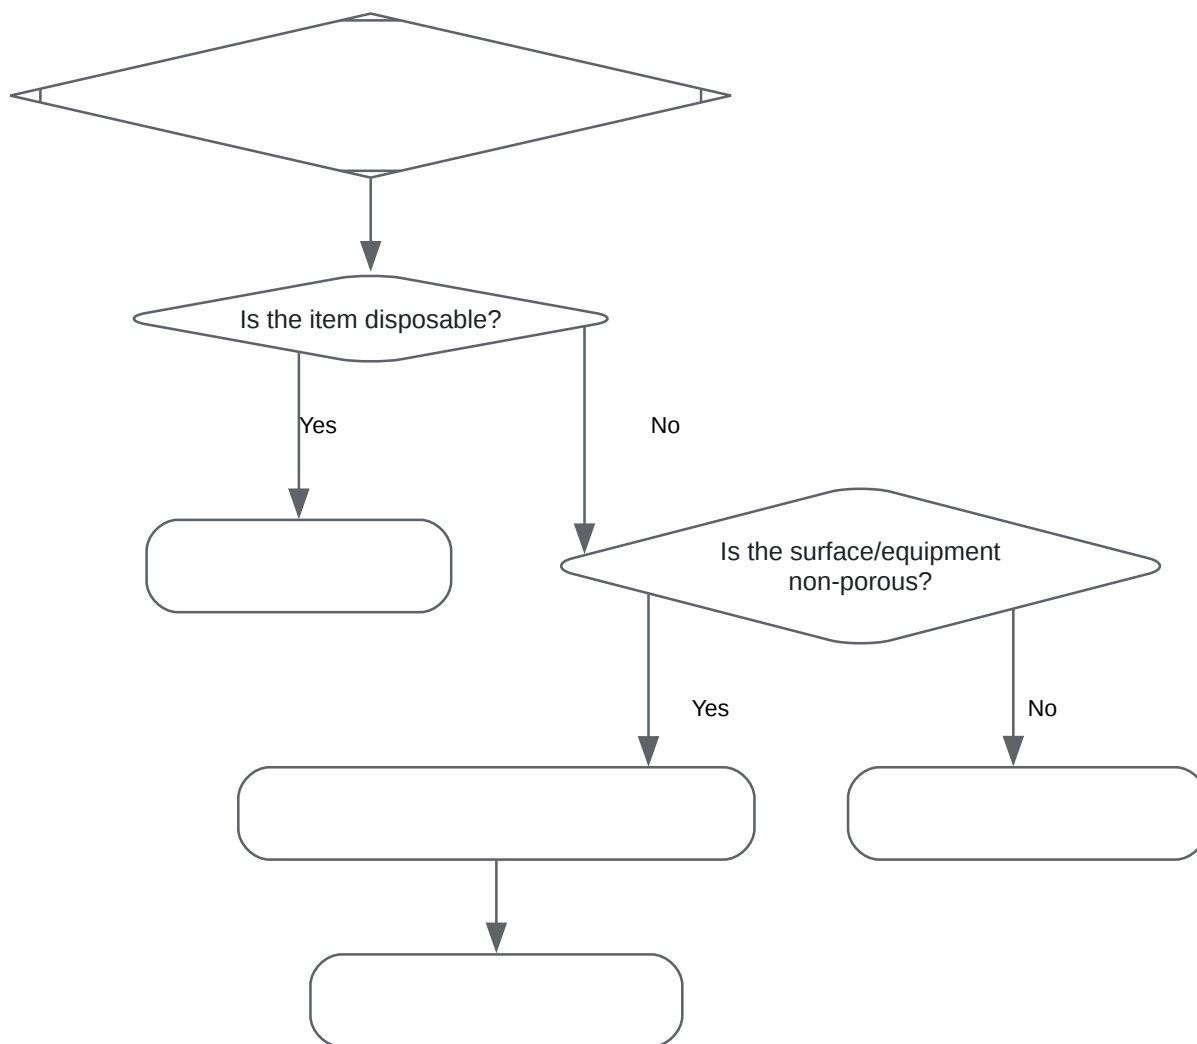 Is the item disposable?
Yes
No
Is the surface/equipment
non-porous?
Yes
No